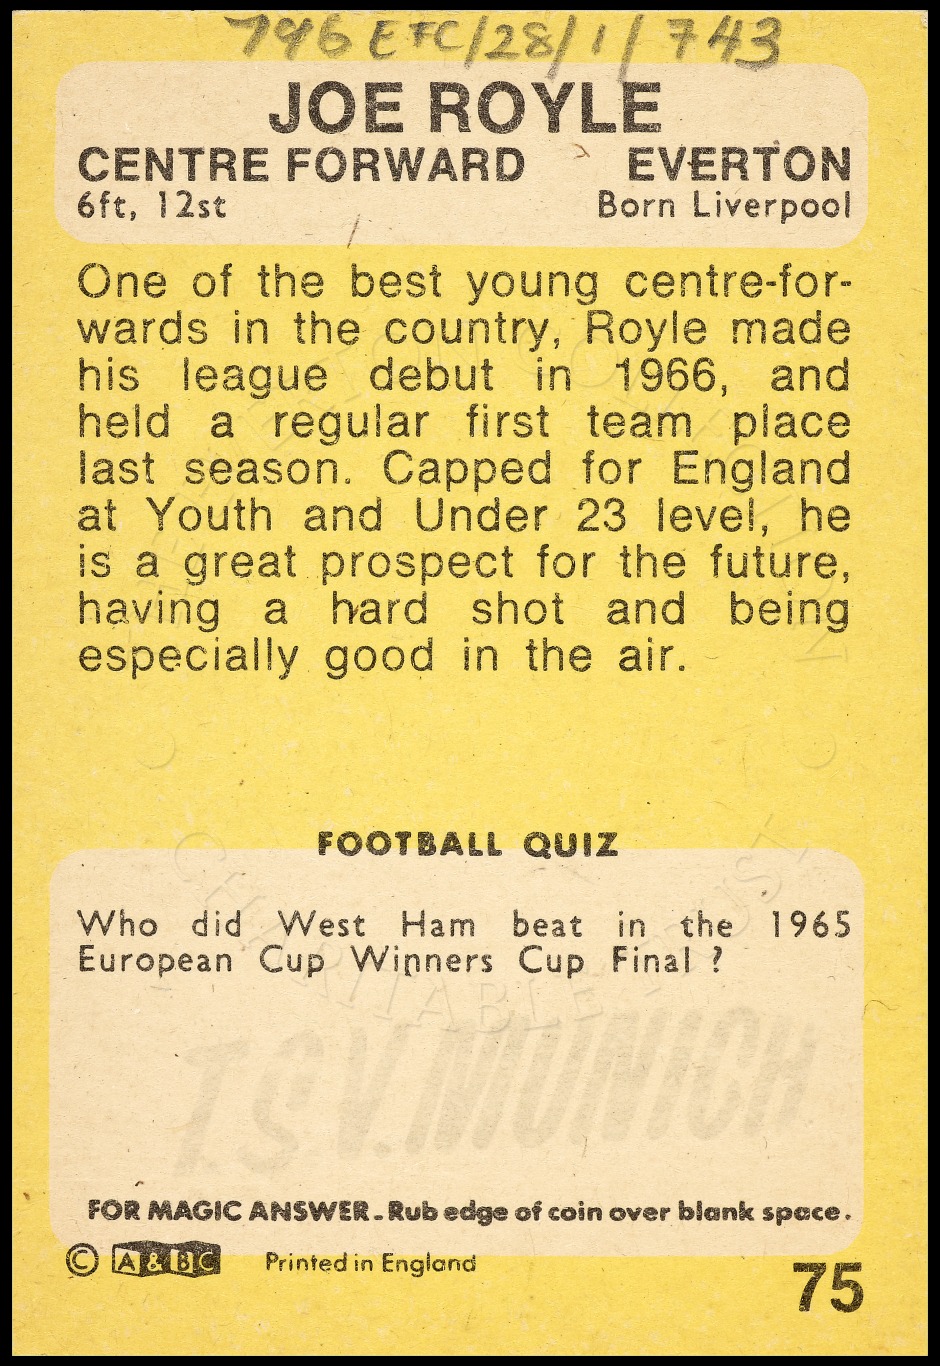 796 EFC/28/1/743
JOE ROYLE
CENTRE FORWARD EVERTON
6ft, 12st Born Liverpool
One of the best young centre-for-
wards in the country, Royle made
his league debut in 1966, and
held a regular first team place
last season. Capped for England
at Youth and Under 23 level, he
is a great prospect for the future,
having a hard shot and being
especially good in the air.
FOOTBALL QUIZ
Who did West Ham beat in the 1965
European Cup Winners Cup Final ?
T.S.V. MUNICH
CHARITABLE TRUST
FOR MAGIC ANSWER - Rub edge of coin over blank space.
© A&BC Printed in England
75